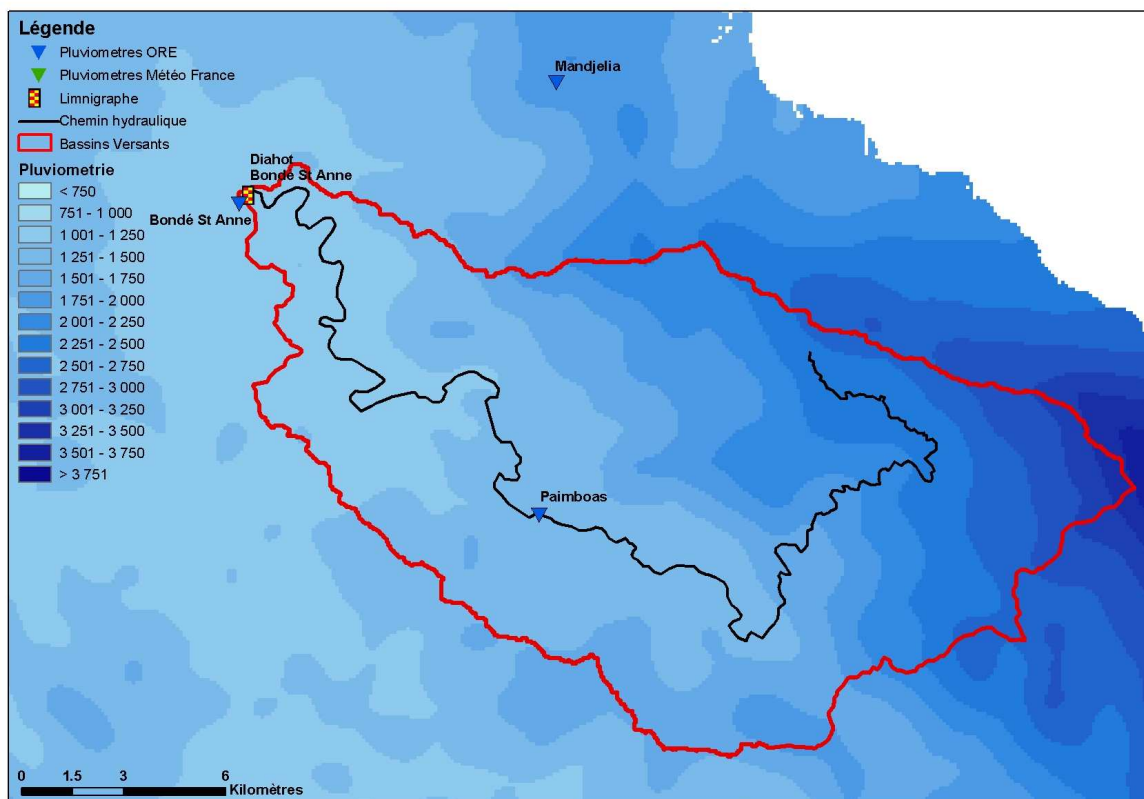 Légende
Pluviometres ORE
Pluviometres Météo France
Limnigraphe
Chemin hydraulique
Bassins Versants
Pluviometrie
< 750
751 - 1 000
1 001 - 1 250
1 251 - 1 500
1 501 - 1 750
1 751 - 2 000
2 001 - 2 250
2 251 - 2 500
2 501 - 2 750
2 751 - 3 000
3 001 - 3 250
3 251 - 3 500
3 501 - 3 750
> 3 751
Mandjelia
Diahot
Bondé St Anne
Bondé St Anne
Paimboas
0 1.5 3 6
Kilomètres